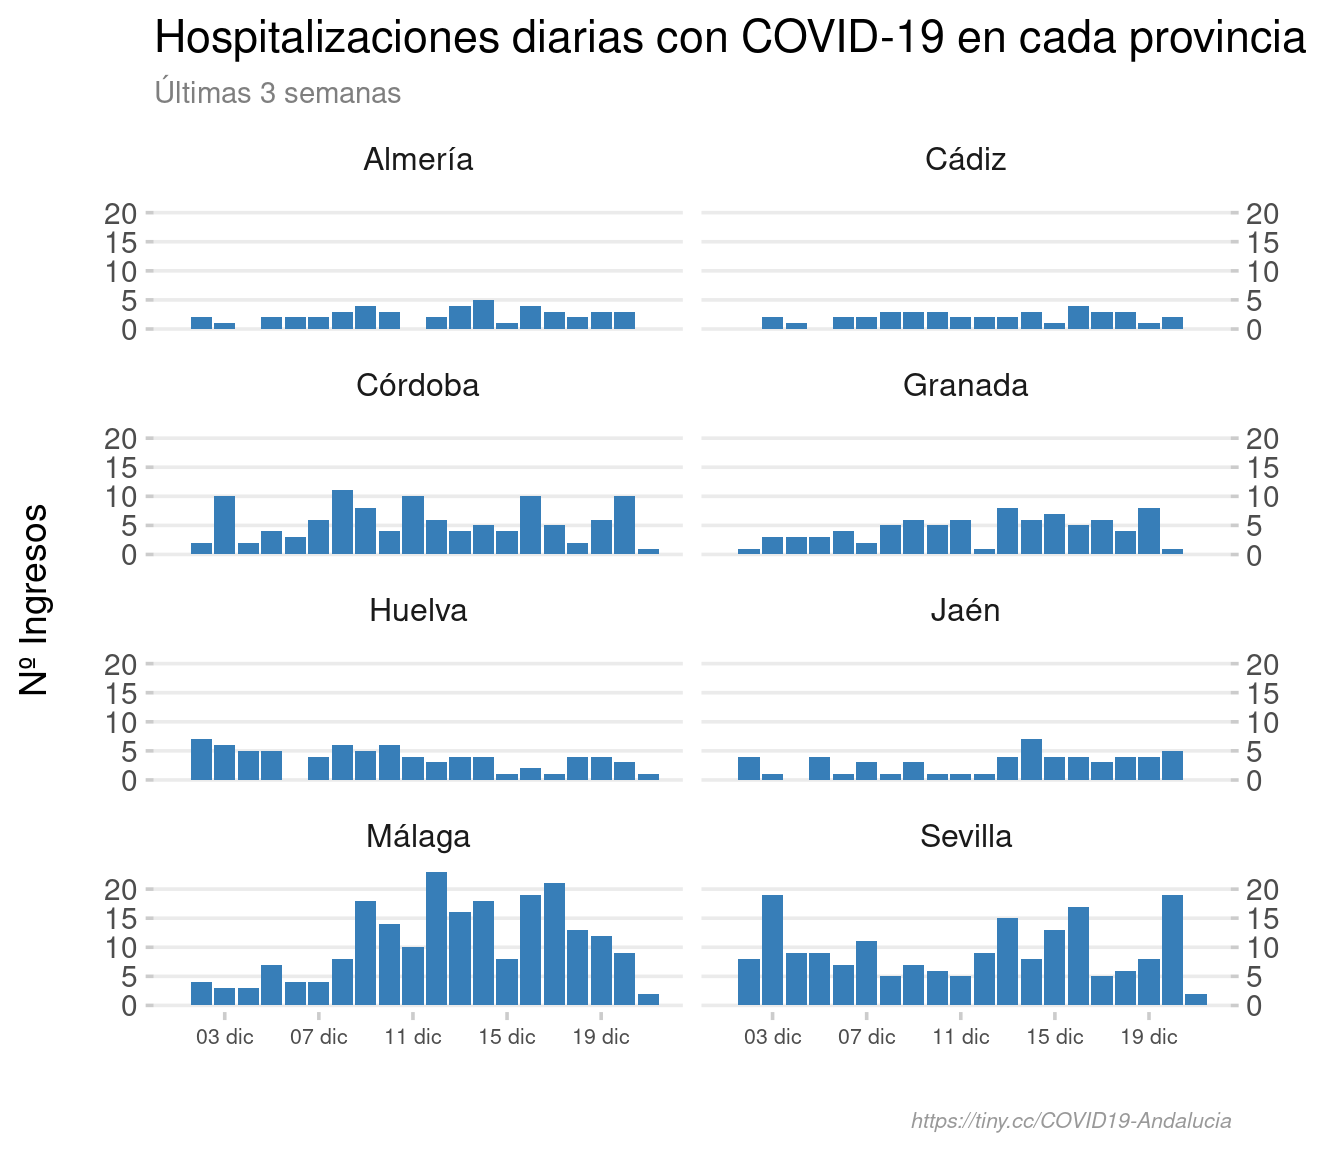 Hospitalizaciones diarias con COVID-19 en cada provincia
Últimas 3 semanas
Almería Cádiz
20 20
15 15
10 10
5 5
0 0
Córdoba Granada
20 20
15 15
10 10
5 5
0 0
Nº Ingresos
Huelva Jaén
20 20
15 15
10 10
5 5
0 0
Málaga Sevilla
20 20
15 15
10 10
5 5
0 0
03 dic 07 dic 11 dic 15 dic 19 dic 03 dic 07 dic 11 dic 15 dic 19 dic
https://tiny.cc/COVID19-Andalucia